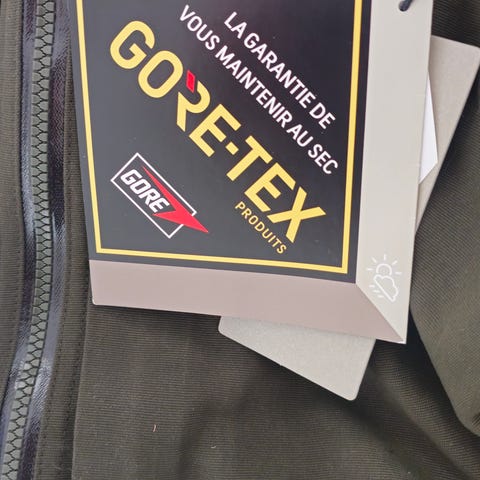 LA GARANTIE DE
VOUS MAINTENIR AU SEC
GORE-TEX
PRODUITS
GORE